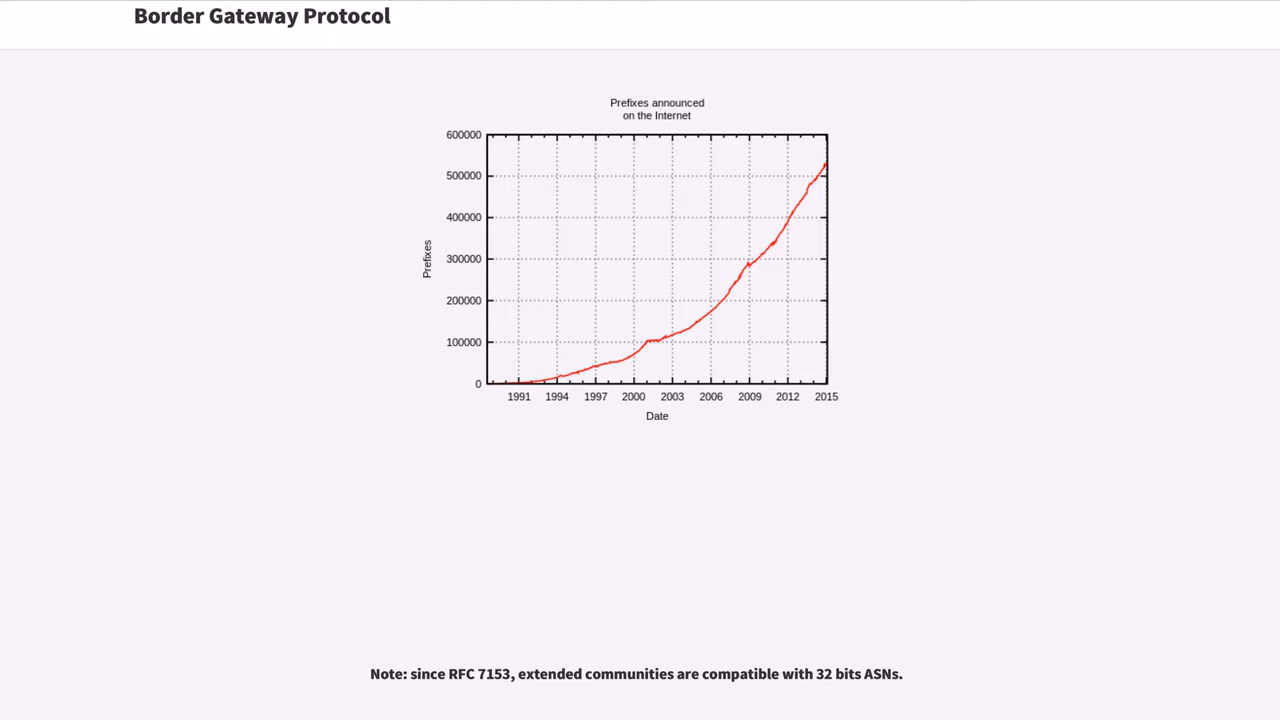 Border Gateway Protocol
Prefixes announced
on the Internet
600000
500000
400000
300000
200000
100000
0
Prefixes
1991 1994 1997 2000 2003 2006 2009 2012 2015
Date
Note: since RFC 7153, extended communities are compatible with 32 bits ASNs.